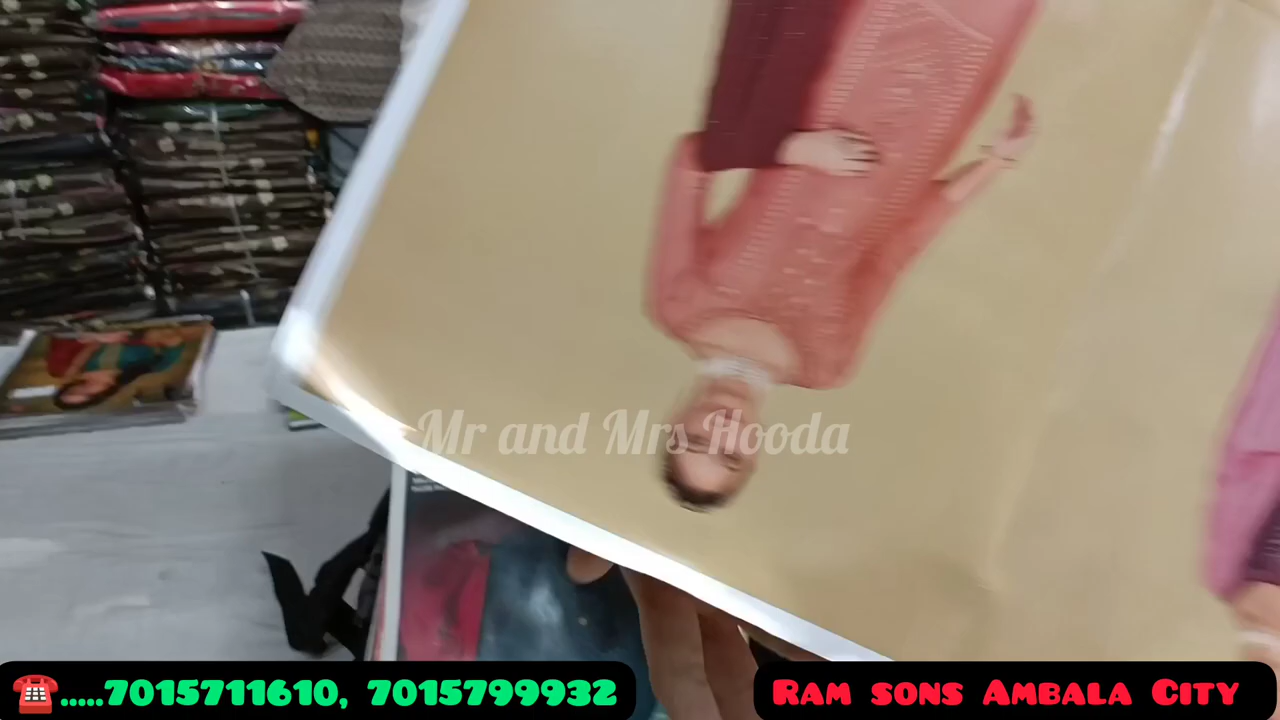 Mr and Mrs Hooda
☎.....7015711610, 7015799932
Ram sons Ambala City